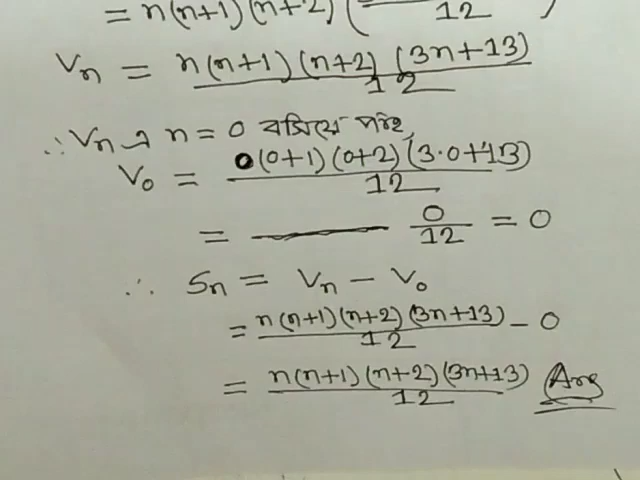 = n(n+1)(n+2)( /12 )
Vn = n(n+1)(n+2)(3n+13)/12
∴ Vn এ n = 0 বসিয়ে পাই,
V0 = 0(0+1)(0+2)(3·0+13)/12
= 0/12 = 0
∴ Sn = Vn − V0
= n(n+1)(n+2)(3n+13)/12 − 0
= n(n+1)(n+2)(3n+13)/12 (Ans)